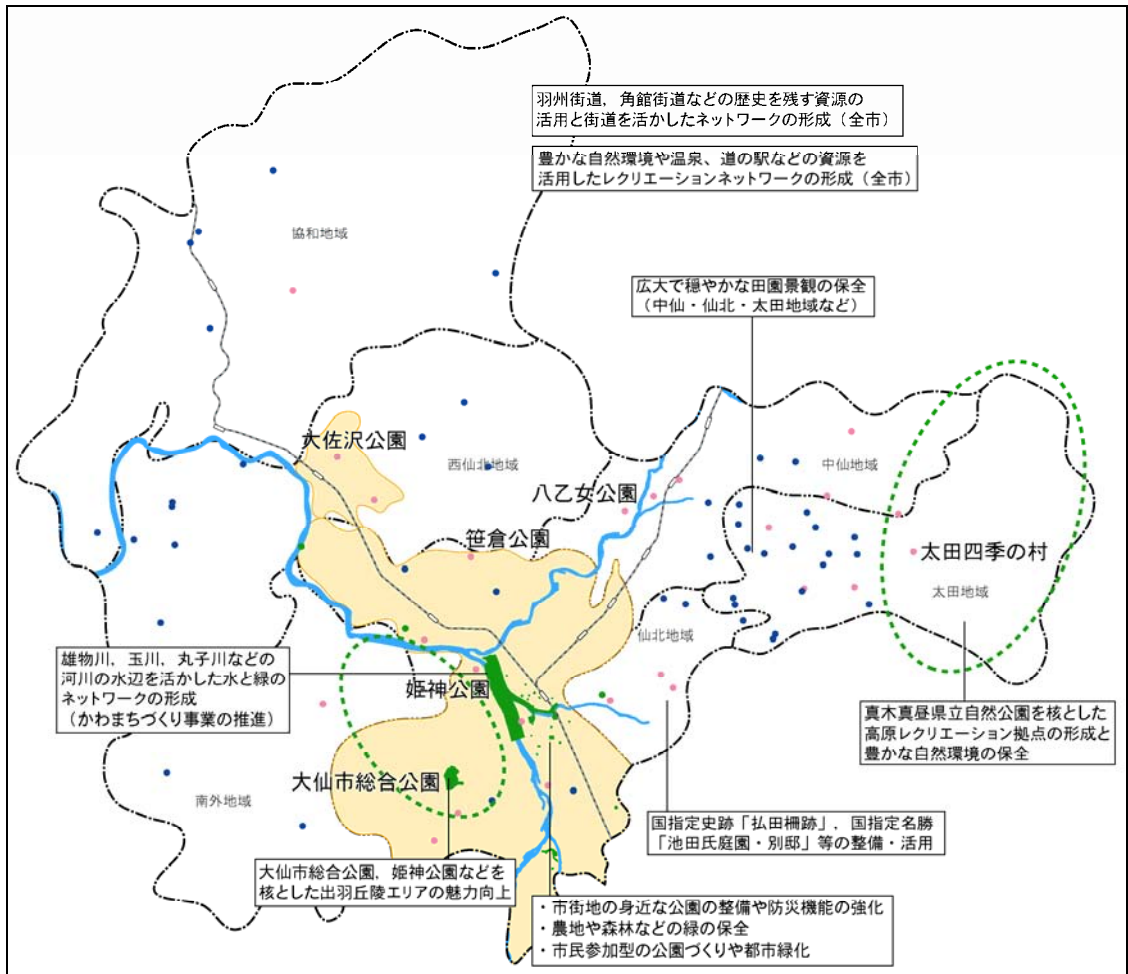 羽州街道，角館街道などの歴史を残す資源の
活用と街道を活かしたネットワークの形成（全市）
豊かな自然環境や温泉、道の駅などの資源を
活用したレクリエーションネットワークの形成（全市）
協和地域
広大で穏やかな田園景観の保全
（中仙・仙北・太田地域など）
大佐沢公園
西仙北地域
中仙地域
八乙女公園
笹倉公園
太田四季の村
太田地域
仙北地域
雄物川，玉川，丸子川などの
河川の水辺を活かした水と緑の
ネットワークの形成
（かわまちづくり事業の推進）
姫神公園
真木真昼県立自然公園を核とした
高原レクリエーション拠点の形成と
豊かな自然環境の保全
大仙市総合公園
南外地域
国指定史跡「払田柵跡」，国指定名勝
「池田氏庭園・別邸」等の整備・活用
大仙市総合公園，姫神公園などを
核とした出羽丘陵エリアの魅力向上
・市街地の身近な公園の整備や防災機能の強化
・農地や森林などの緑の保全
・市民参加型の公園づくりや都市緑化